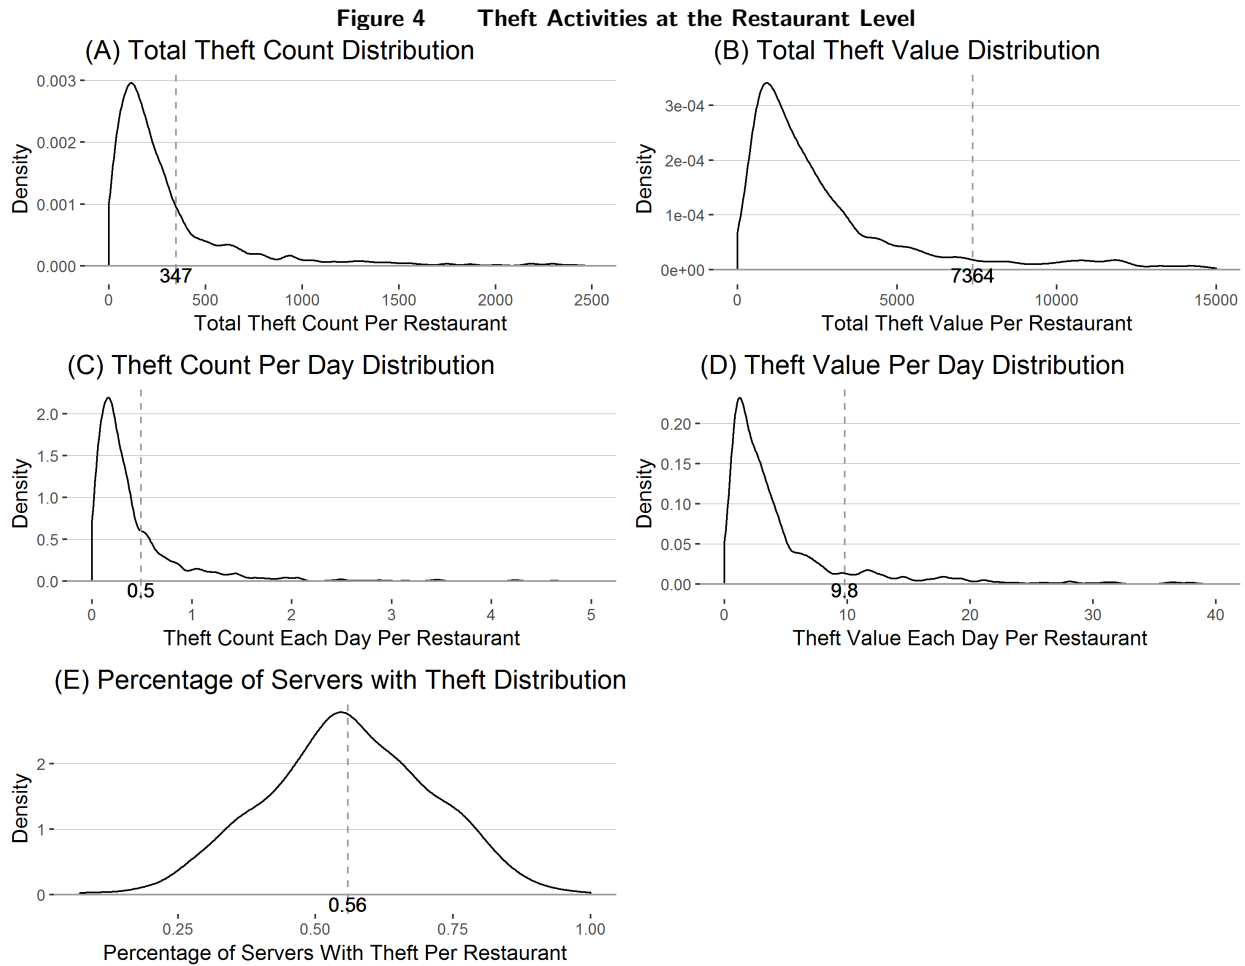 Figure 4 Theft Activities at the Restaurant Level
(A) Total Theft Count Distribution
Density
0.003
0.002
0.001
0.000
347
0 500 1000 1500 2000 2500
Total Theft Count Per Restaurant
(B) Total Theft Value Distribution
Density
3e-04
2e-04
1e-04
0e+00
7364
0 5000 10000 15000
Total Theft Value Per Restaurant
(C) Theft Count Per Day Distribution
Density
2.0
1.5
1.0
0.5
0.0
0.5
0 1 2 3 4 5
Theft Count Each Day Per Restaurant
(D) Theft Value Per Day Distribution
Density
0.20
0.15
0.10
0.05
0.00
9.8
0 10 20 30 40
Theft Value Each Day Per Restaurant
(E) Percentage of Servers with Theft Distribution
Density
2
1
0
0.56
0.25 0.50 0.75 1.00
Percentage of Servers With Theft Per Restaurant